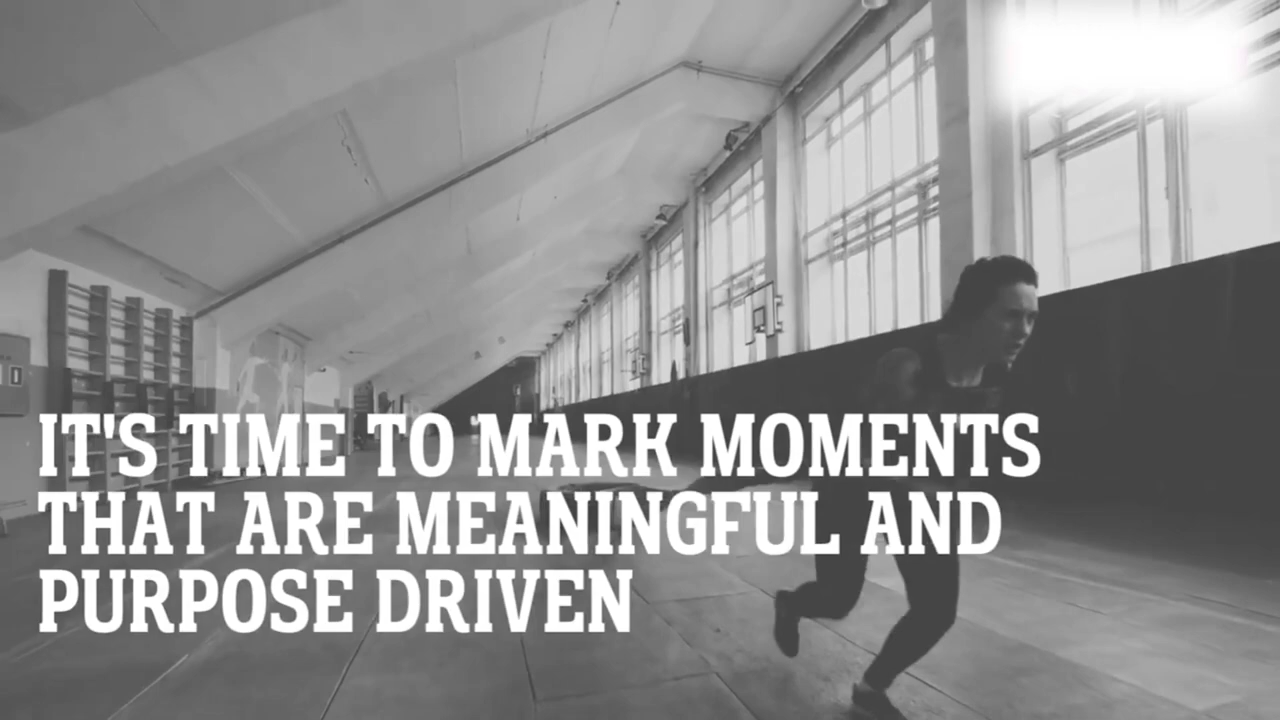 IT'S TIME TO MARK MOMENTS
THAT ARE MEANINGFUL AND
PURPOSE DRIVEN